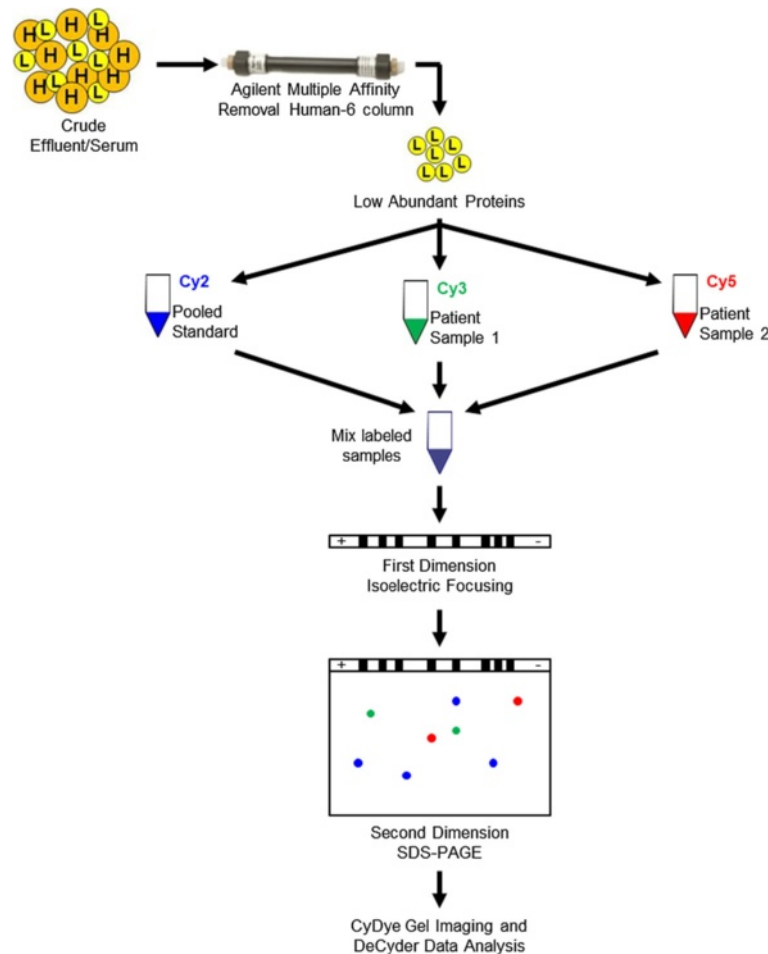 H L H L
L H L L H
H L H H
H L
Crude
Effluent/Serum
Agilent Multiple Affinity
Removal Human-6 column
L
L L
L L
L L
Low Abundant Proteins
Cy2
Pooled
Standard
Cy3
Patient
Sample 1
Cy5
Patient
Sample 2
Mix labeled
samples
+ -
First Dimension
Isoelectric Focusing
+ -
Second Dimension
SDS-PAGE
CyDye Gel Imaging and
DeCyder Data Analysis